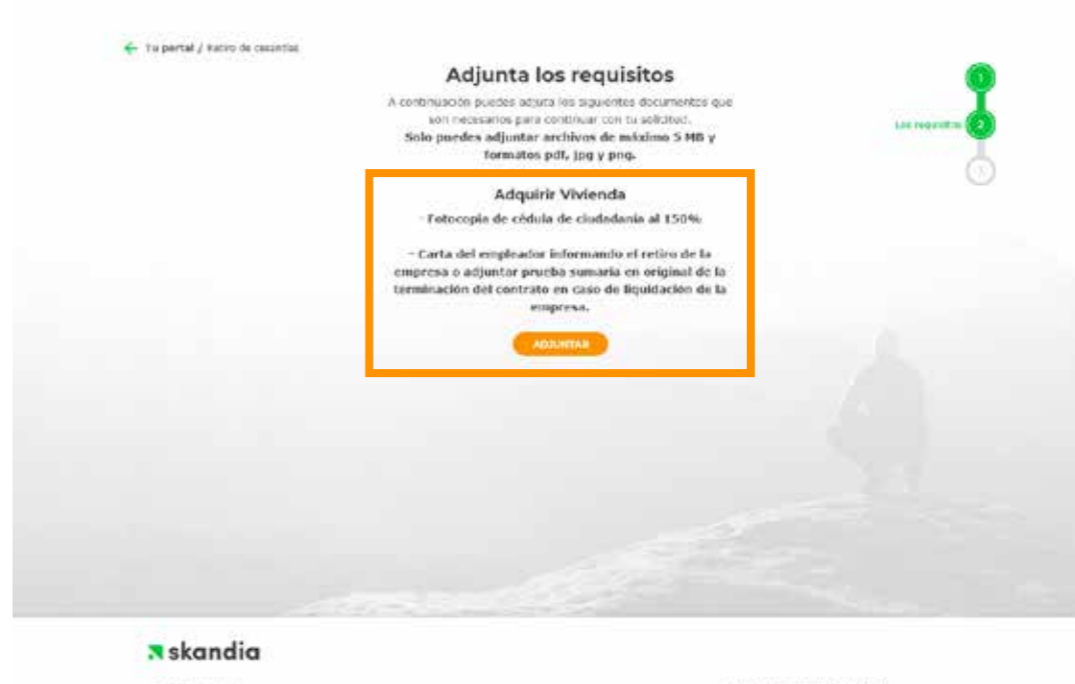 Tu portal / Retiro de cesantías
Adjunta los requisitos
A continuación puedes adjuta los siguientes documentos que
son necesarios para continuar con tu solicitud.
Solo puedes adjuntar archivos de máximo 5 MB y
formatos pdf, jpg y png.
1
Los requisitos 2
3
Adquirir Vivienda
- Fotocopia de cédula de ciudadanía al 150%
- Carta del empleador informando el retiro de la
empresa o adjuntar prueba sumaria en original de la
terminación del contrato en caso de liquidación de la
empresa.
ADJUNTAR
skandia